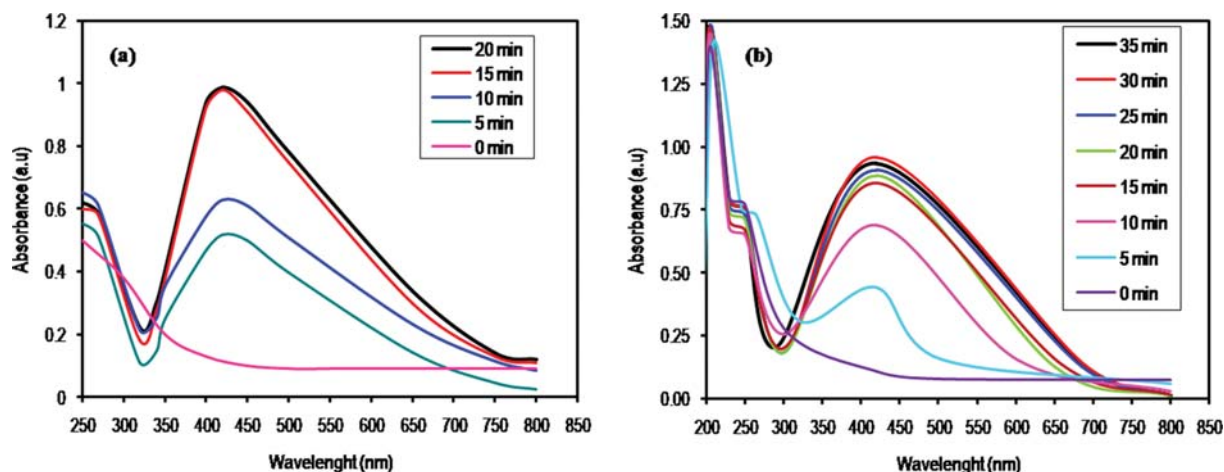 (a)
1.2
1
0.8
0.6
0.4
0.2
0
Absorbance (a.u)
20 min
15 min
10 min
5 min
0 min
250 300 350 400 450 500 550 600 650 700 750 800 850
Wavelenght (nm)
(b)
1.50
1.25
1.00
0.75
0.50
0.25
0.00
Absorbance (a.u)
35 min
30 min
25 min
20 min
15 min
10 min
5 min
0 min
200 250 300 350 400 450 500 550 600 650 700 750 800 850
Wavelenght (nm)